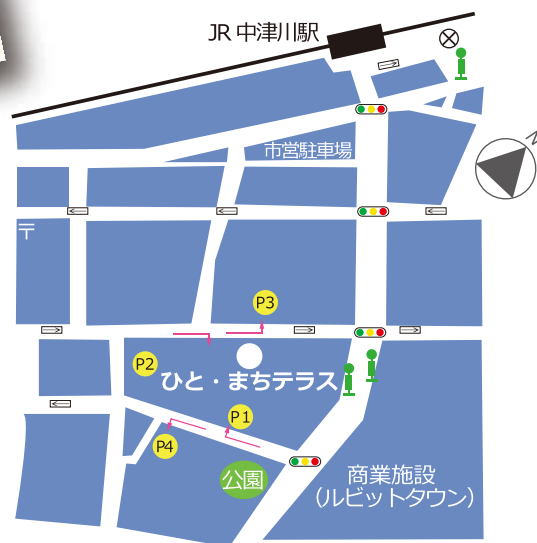 JR 中津川駅
市営駐車場
〒
P3
P2
ひと・まちテラス
P1
P4
公園
商業施設
（ルビットタウン）